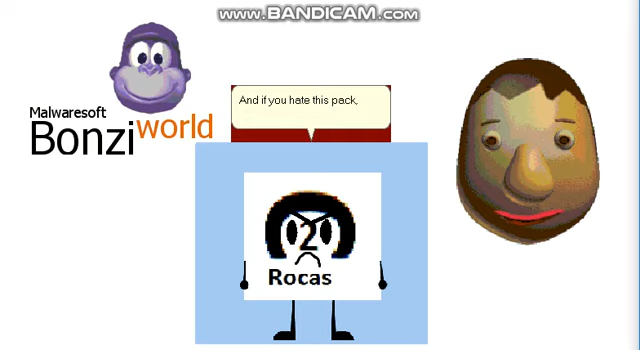 www.BANDICAM.com
And if you hate this pack,
Malwaresoft
Bonziworld
2
Rocas